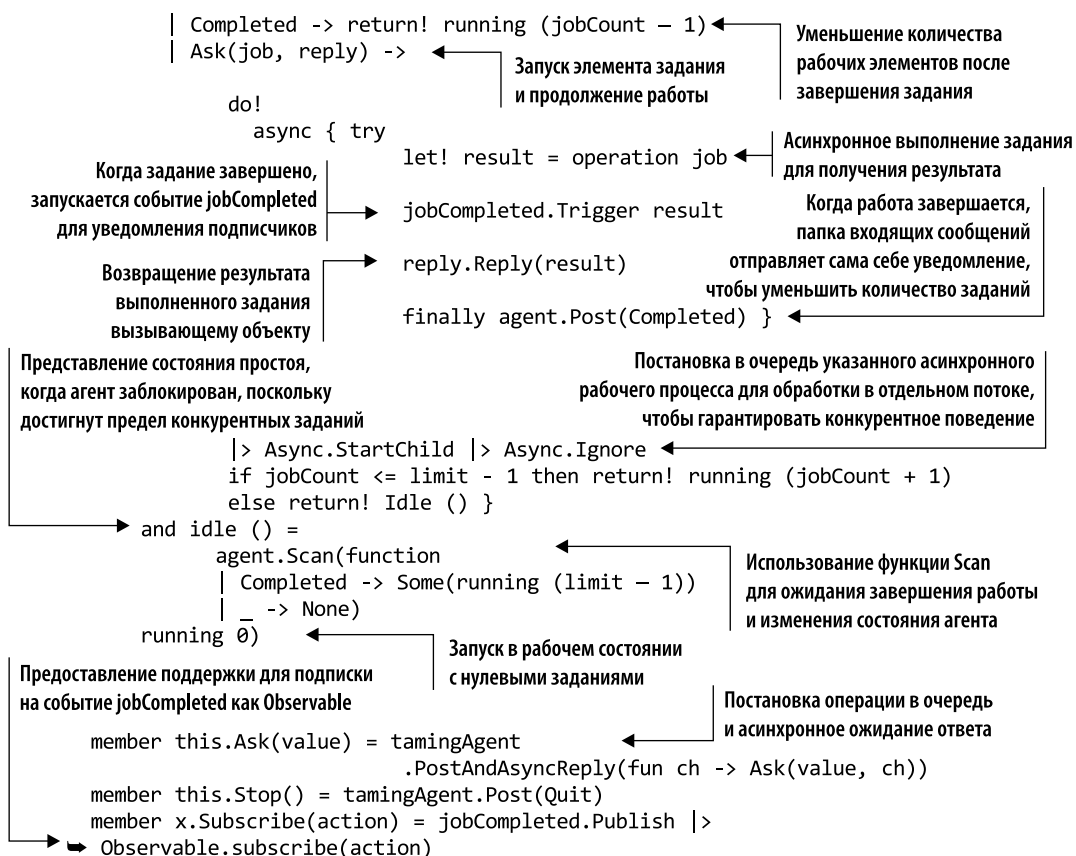 | Completed -> return! running (jobCount – 1)
Уменьшение количества
рабочих элементов после
завершения задания
| Ask(job, reply) ->
Запуск элемента задания
и продолжение работы
do!
async { try
let! result = operation job
Асинхронное выполнение задания
для получения результата
Когда задание завершено,
запускается событие jobCompleted
для уведомления подписчиков
jobCompleted.Trigger result
Когда работа завершается,
папка входящих сообщений
отправляет сама себе уведомление,
чтобы уменьшить количество заданий
Возвращение результата
выполненного задания
вызывающему объекту
reply.Reply(result)
finally agent.Post(Completed) }
Представление состояния простоя,
когда агент заблокирован, поскольку
достигнут предел конкурентных заданий
Постановка в очередь указанного асинхронного
рабочего процесса для обработки в отдельном потоке,
чтобы гарантировать конкурентное поведение
|> Async.StartChild |> Async.Ignore
if jobCount <= limit - 1 then return! running (jobCount + 1)
else return! Idle () }
and idle () =
agent.Scan(function
| Completed -> Some(running (limit – 1))
| _ -> None)
Использование функции Scan
для ожидания завершения работы
и изменения состояния агента
running 0)
Запуск в рабочем состоянии
с нулевыми заданиями
Предоставление поддержки для подписки
на событие jobCompleted как Observable
Постановка операции в очередь
и асинхронное ожидание ответа
member this.Ask(value) = tamingAgent
.PostAndAsyncReply(fun ch -> Ask(value, ch))
member this.Stop() = tamingAgent.Post(Quit)
member x.Subscribe(action) = jobCompleted.Publish |>
➥ Observable.subscribe(action)